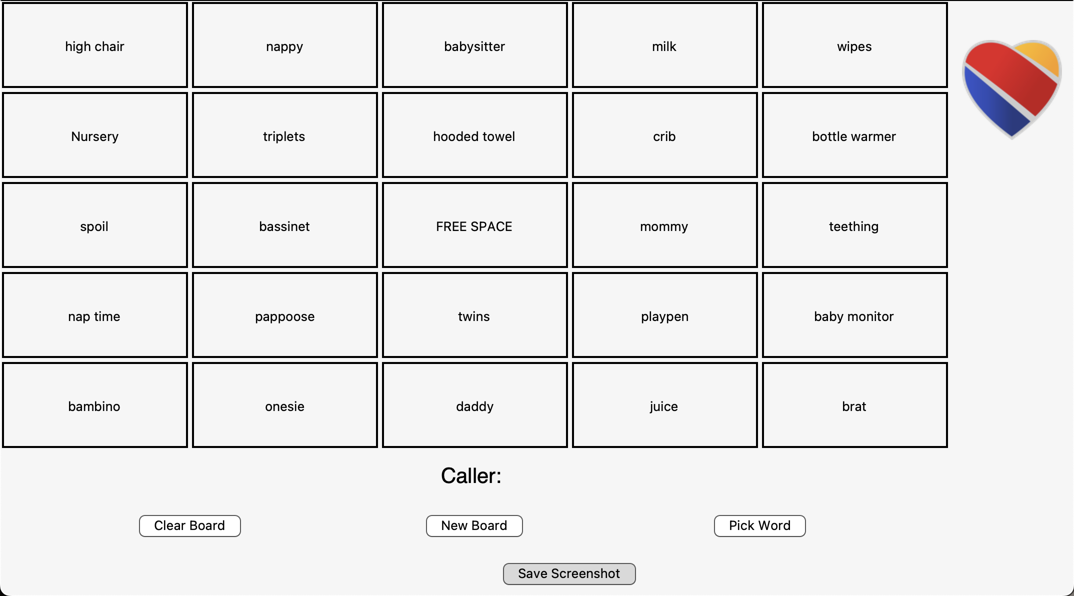 high chair nappy babysitter milk wipes
Nursery triplets hooded towel crib bottle warmer
spoil bassinet FREE SPACE mommy teething
nap time pappoose twins playpen baby monitor
bambino onesie daddy juice brat
Caller:
Clear Board New Board Pick Word
Save Screenshot